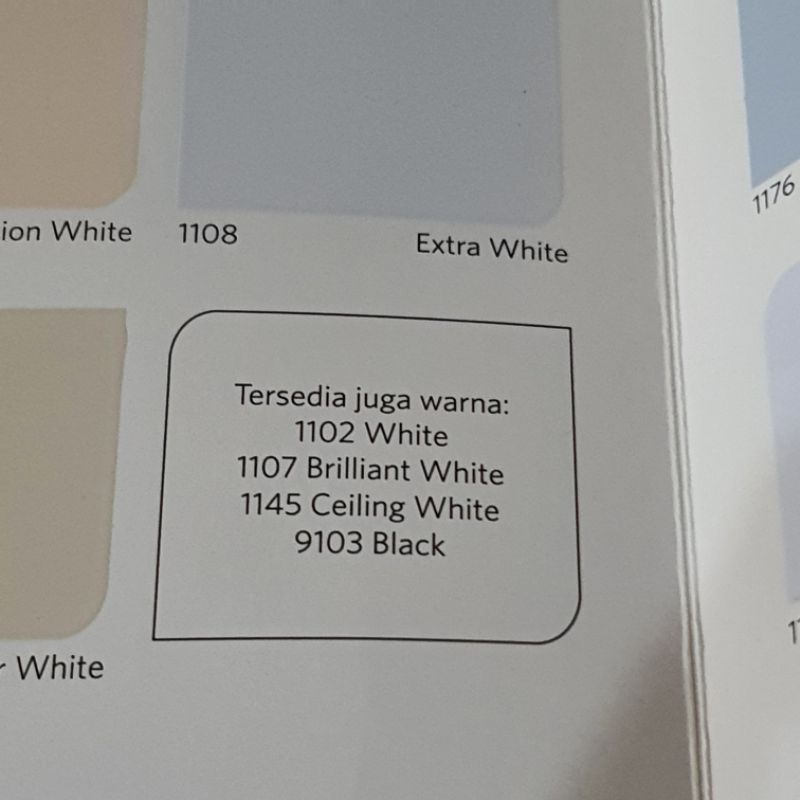 ion White
1108
Extra White
1176
Tersedia juga warna:
1102 White
1107 Brilliant White
1145 Ceiling White
9103 Black
White